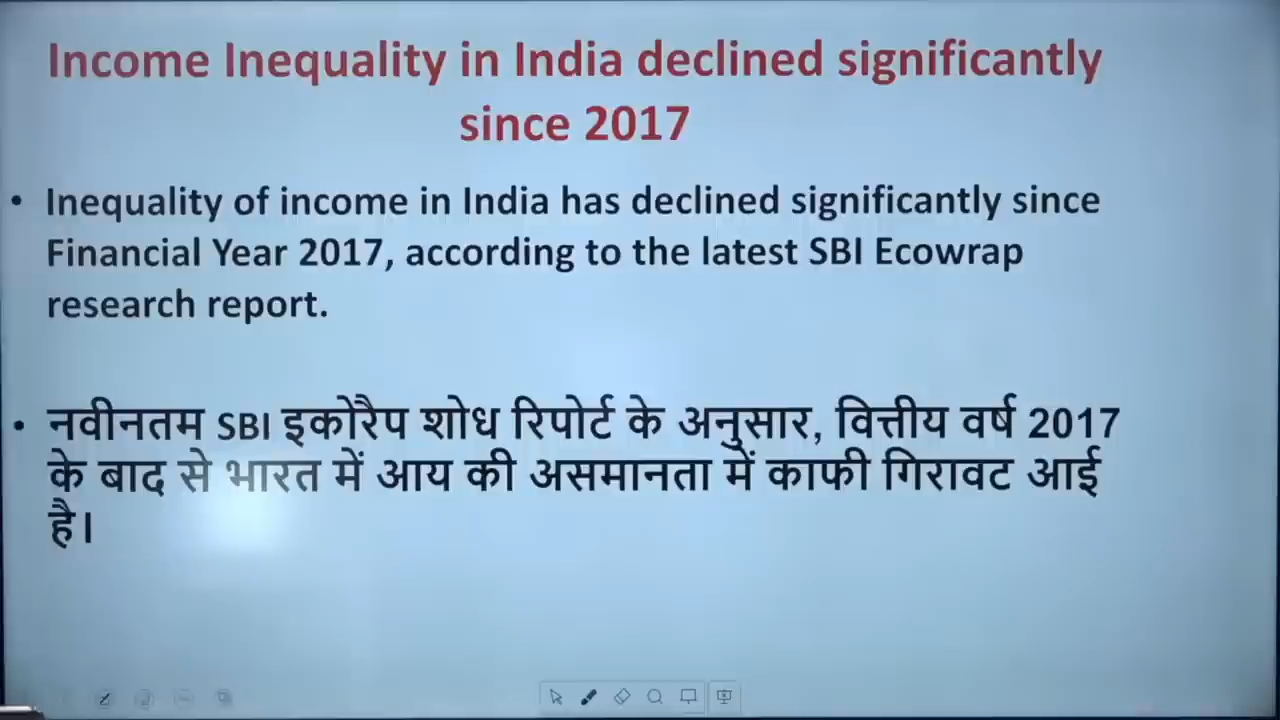 Income Inequality in India declined significantly
since 2017
• Inequality of income in India has declined significantly since
Financial Year 2017, according to the latest SBI Ecowrap
research report.
• नवीनतम SBI इकोरैप शोध रिपोर्ट के अनुसार, वित्तीय वर्ष 2017
के बाद से भारत में आय की असमानता में काफी गिरावट आई
है।